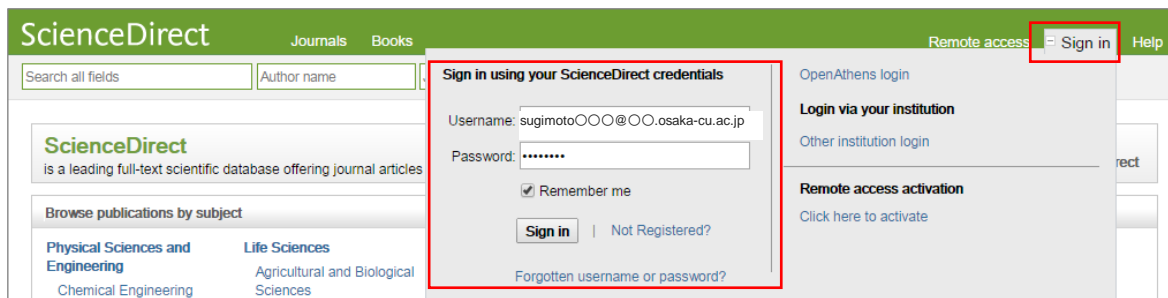 ScienceDirect
Journals Books
Remote access Sign in Help
Search all fields
Author name
Sign in using your ScienceDirect credentials
Username: sugimoto〇〇〇@〇〇.osaka-cu.ac.jp
Password: ••••••••
Remember me
Sign in | Not Registered?
Forgotten username or password?
OpenAthens login
Login via your institution
Other institution login
Remote access activation
Click here to activate
ScienceDirect
is a leading full-text scientific database offering journal articles
rect
Browse publications by subject
Physical Sciences and
Engineering
Chemical Engineering
Life Sciences
Agricultural and Biological
Sciences